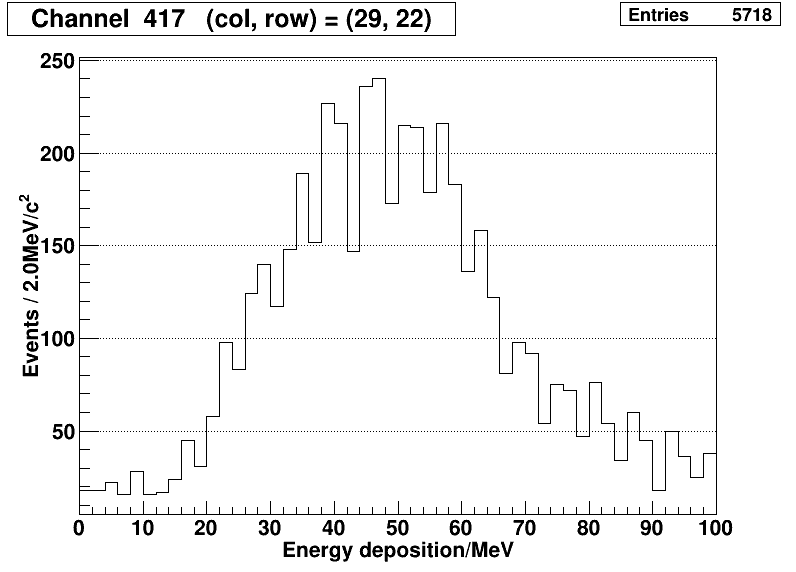 Channel 417 (col, row) = (29, 22)
Entries 5718
250
200
150
100
50
Events / 2.0MeV/c²
0 10 20 30 40 50 60 70 80 90 100
Energy deposition/MeV